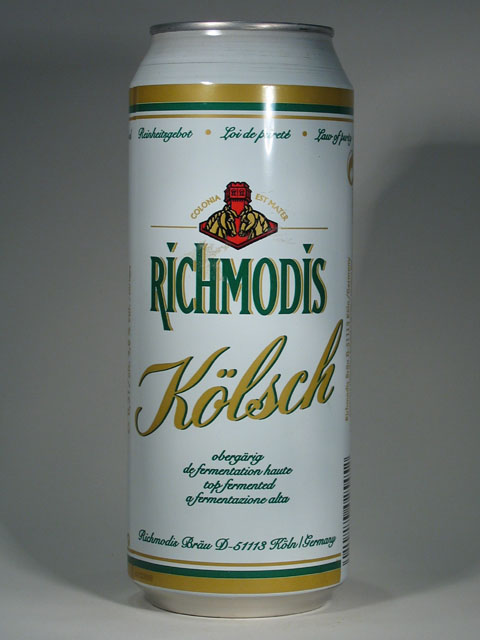 Reinheitsgebot • Loi de pureté • Law of purity
COLONIA EST MATER
RICHMODIS
Kölsch
obergärig
de fermentation haute
top fermented
a fermentazione alta
Richmodis Bräu D-51113 Köln/Germany